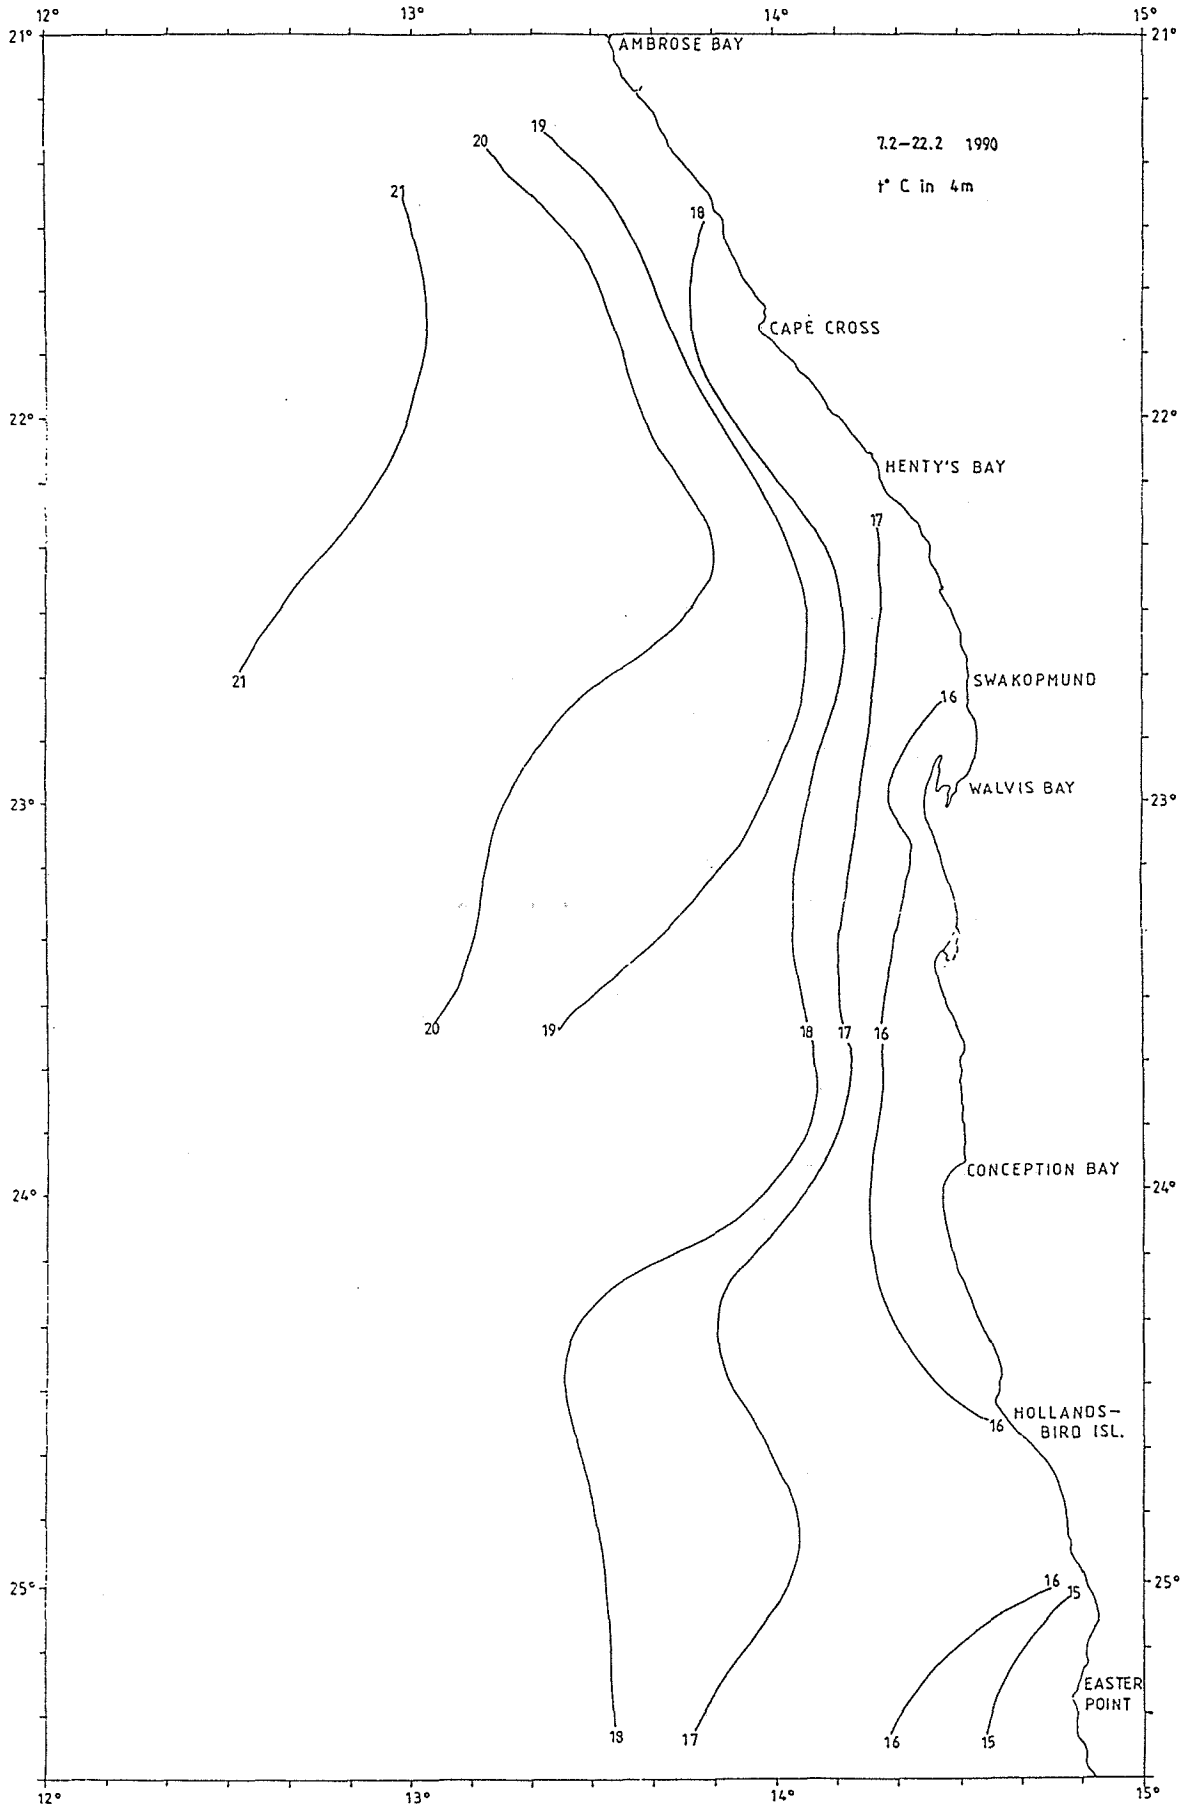 12° 13° 14° 15°
21° AMBROSE BAY 21°
19
20
7.2–22.2 1990
t° C in 4m
21
18
CAPE CROSS
22° 22°
HENTY'S BAY
17
SWAKOPMUND
21
16
WALVIS BAY
23° 23°
20 19 18 17 16
CONCEPTION BAY
24° 24°
HOLLANDS–
16 BIRD ISL.
25° 16 25°
15
EASTER
POINT
18 17 16 15
12° 13° 14° 15°